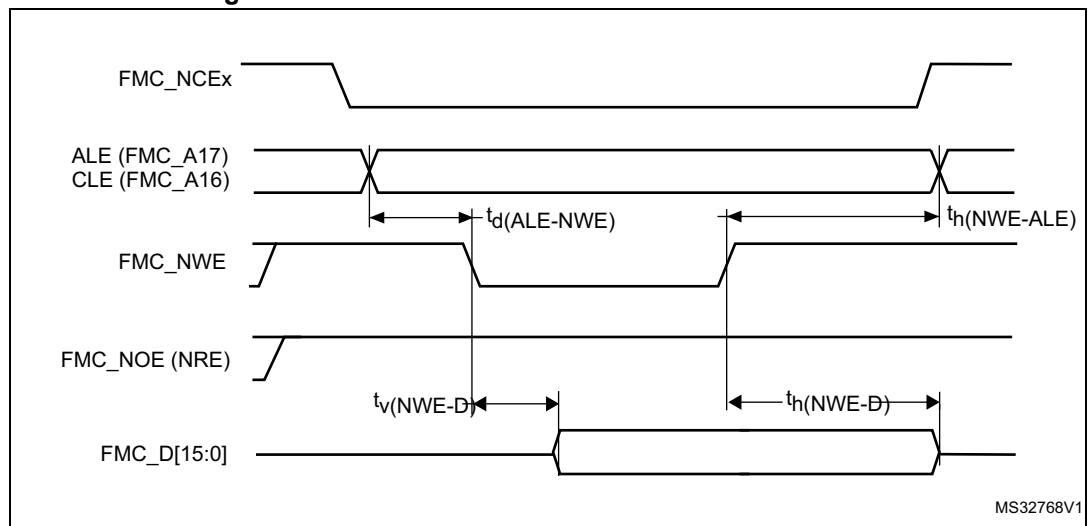 FMC_NCEx
ALE (FMC_A17)
CLE (FMC_A16)
td(ALE-NWE)
th(NWE-ALE)
FMC_NWE
FMC_NOE (NRE)
tv(NWE-D)
th(NWE-D)
FMC_D[15:0]
MS32768V1